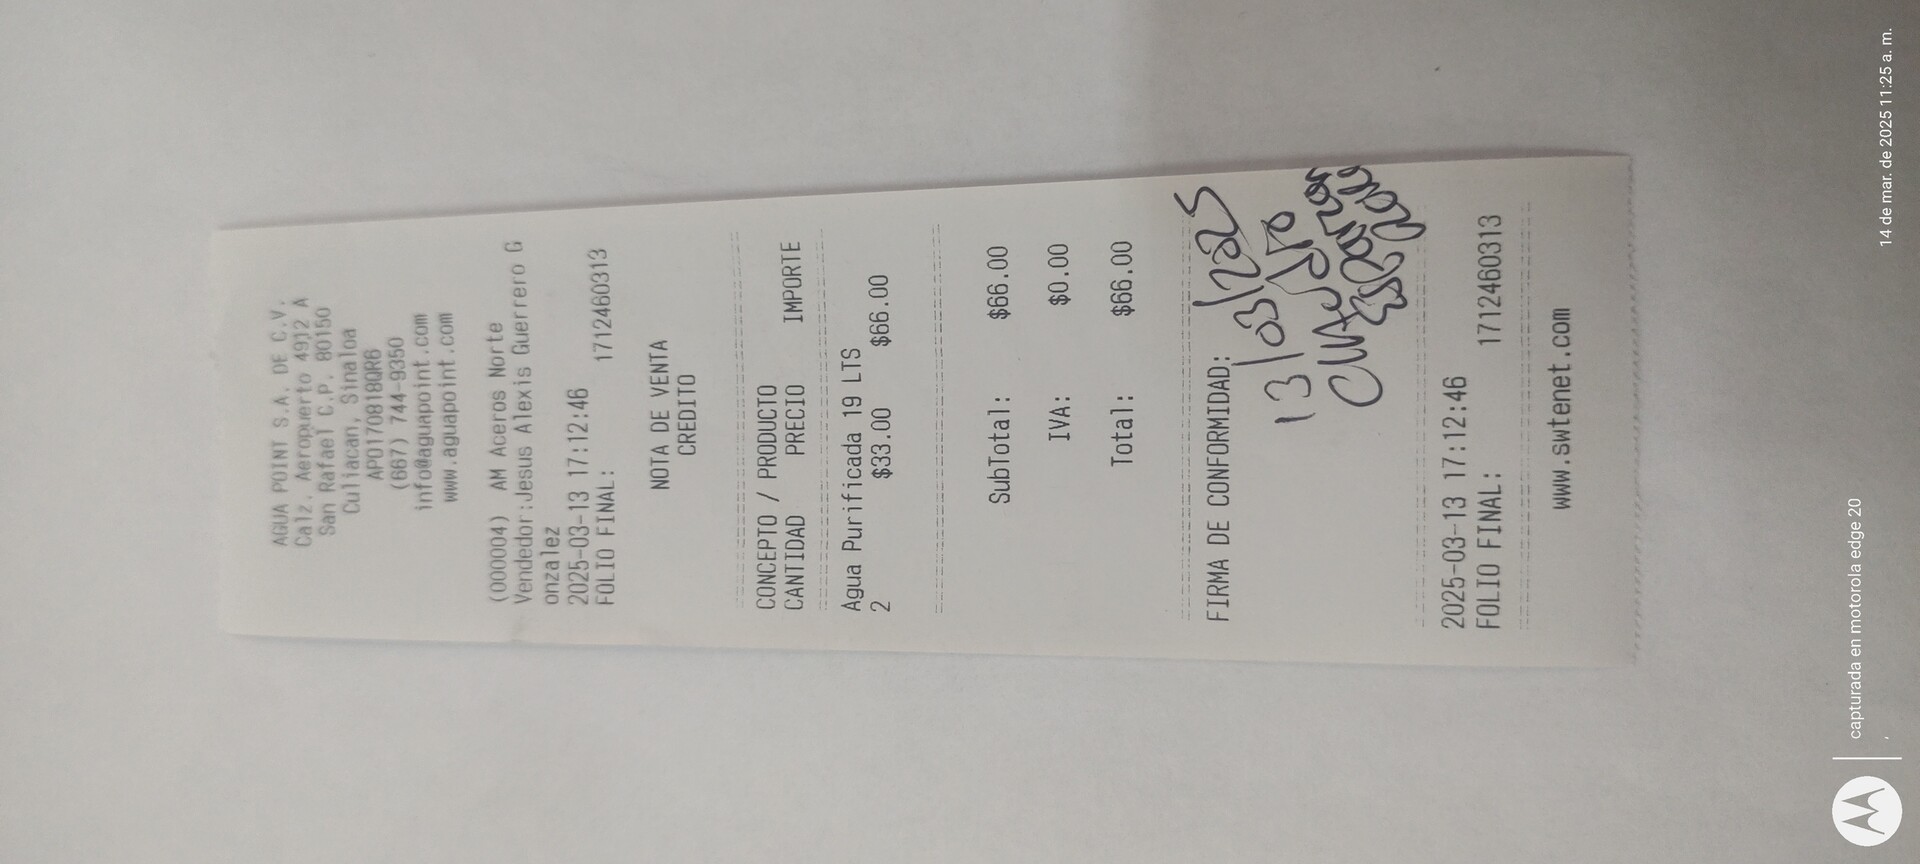 AGUA POINT S.A. DE C.V.
Calz. Aeropuerto 4912 A
San Rafael C.P. 80150
Culiacan, Sinaloa
APO170818QR6
(667) 744-9350
info@aguapoint.com
www.aguapoint.com
(000004) AM Aceros Norte
Vendedor:Jesus Alexis Guerrero G
onzalez
2025-03-13 17:12:46
FOLIO FINAL: 1712460313
NOTA DE VENTA
CREDITO
CONCEPTO / PRODUCTO
CANTIDAD PRECIO IMPORTE
Agua Purificada 19 LTS
2 $33.00 $66.00
SubTotal: $66.00
IVA: $0.00
Total: $66.00
FIRMA DE CONFORMIDAD:
13/03/2025
2025-03-13 17:12:46
FOLIO FINAL: 1712460313
www.swtenet.com
capturada en motorola edge 20
14 de mar. de 2025 11:25 a. m.